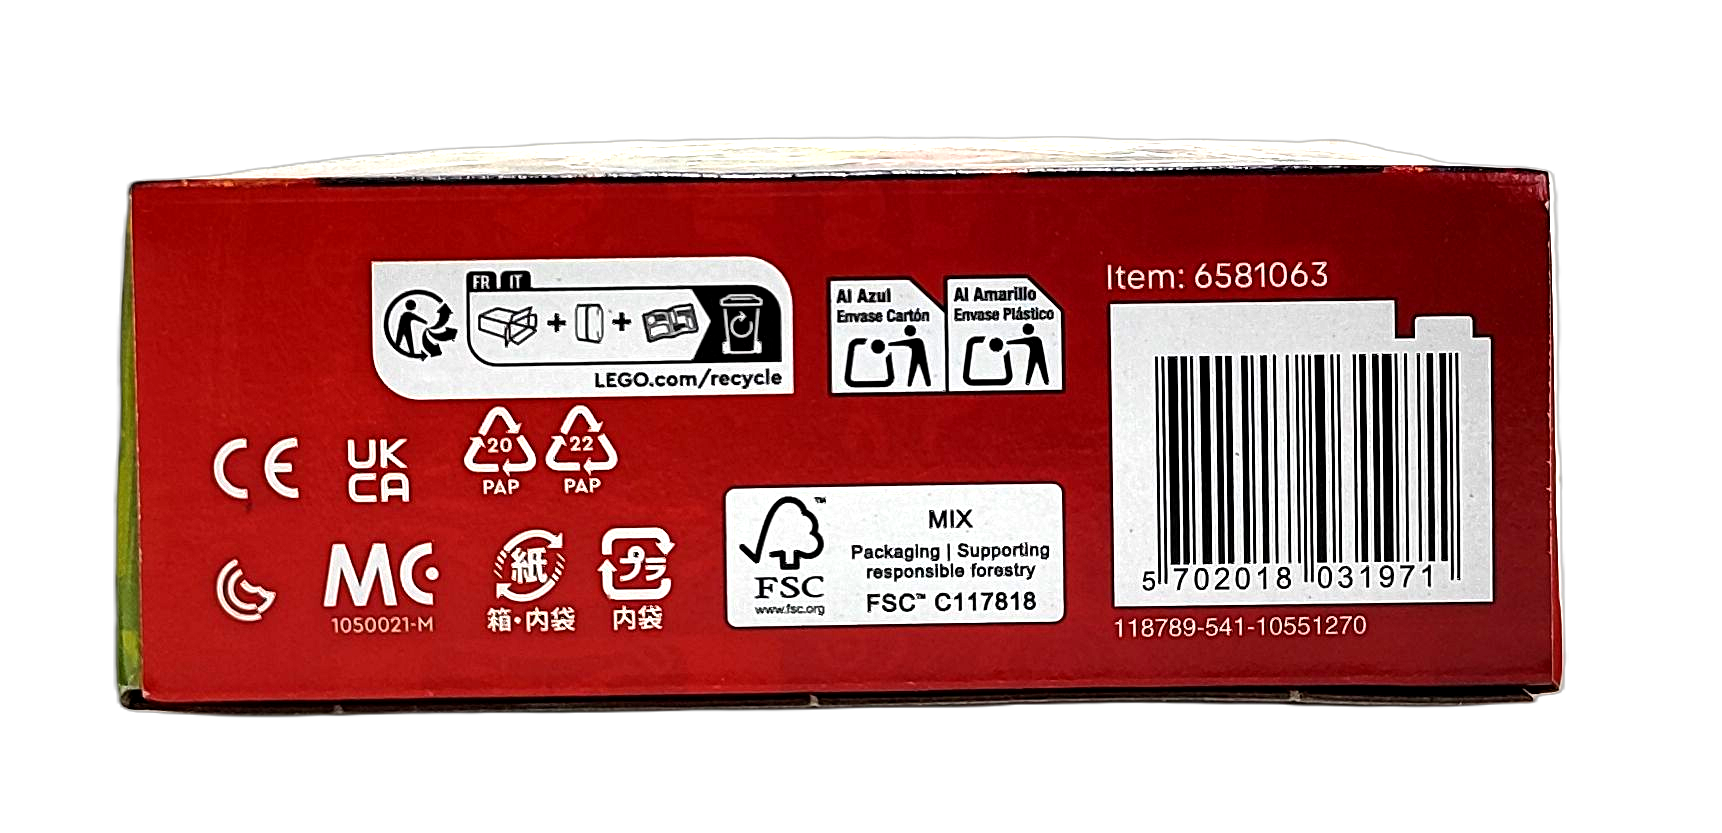 FR IT
LEGO.com/recycle
Al Azul
Envase Cartón
Al Amarillo
Envase Plástico
Item: 6581063
5 702018 031971
118789-541-10551270
CE
UK
CA
20
PAP
22
PAP
MC
1050021-M
紙
箱・内袋
プラ
内袋
FSC
www.fsc.org
MIX
Packaging | Supporting
responsible forestry
FSC™ C117818